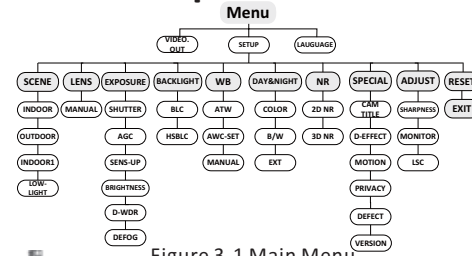 Menu
VIDEO.
OUT
SETUP
LAUGUAGE
SCENE LENS EXPOSURE BACKLIGHT WB DAY&NIGHT NR SPECIAL ADJUST RESET
INDOOR MANUAL SHUTTER BLC ATW COLOR 2D NR CAM
TITLE SHARPNESS EXIT
OUTDOOR AGC HSBLC AWC-SET B/W 3D NR D-EFFECT MONITOR
INDOOR1 SENS-UP MANUAL EXT MOTION LSC
LOW-
LIGHT BRIGHTNESS PRIVACY
D-WDR DEFECT
DEFOG VERSION
Figure 3-1 Main Menu